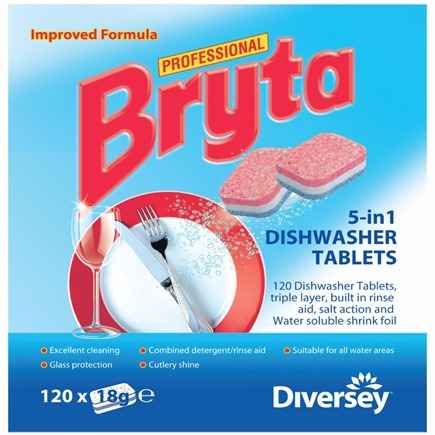 Improved Formula
PROFESSIONAL
Bryta
5-in-1
DISHWASHER
TABLETS
120 Dishwasher Tablets,
triple layer, built in rinse
aid, salt action and
Water soluble shrink foil
• Excellent cleaning • Combined detergent/rinse aid • Suitable for all water areas
• Glass protection • Cutlery shine
120 x 18g ℮
Diversey